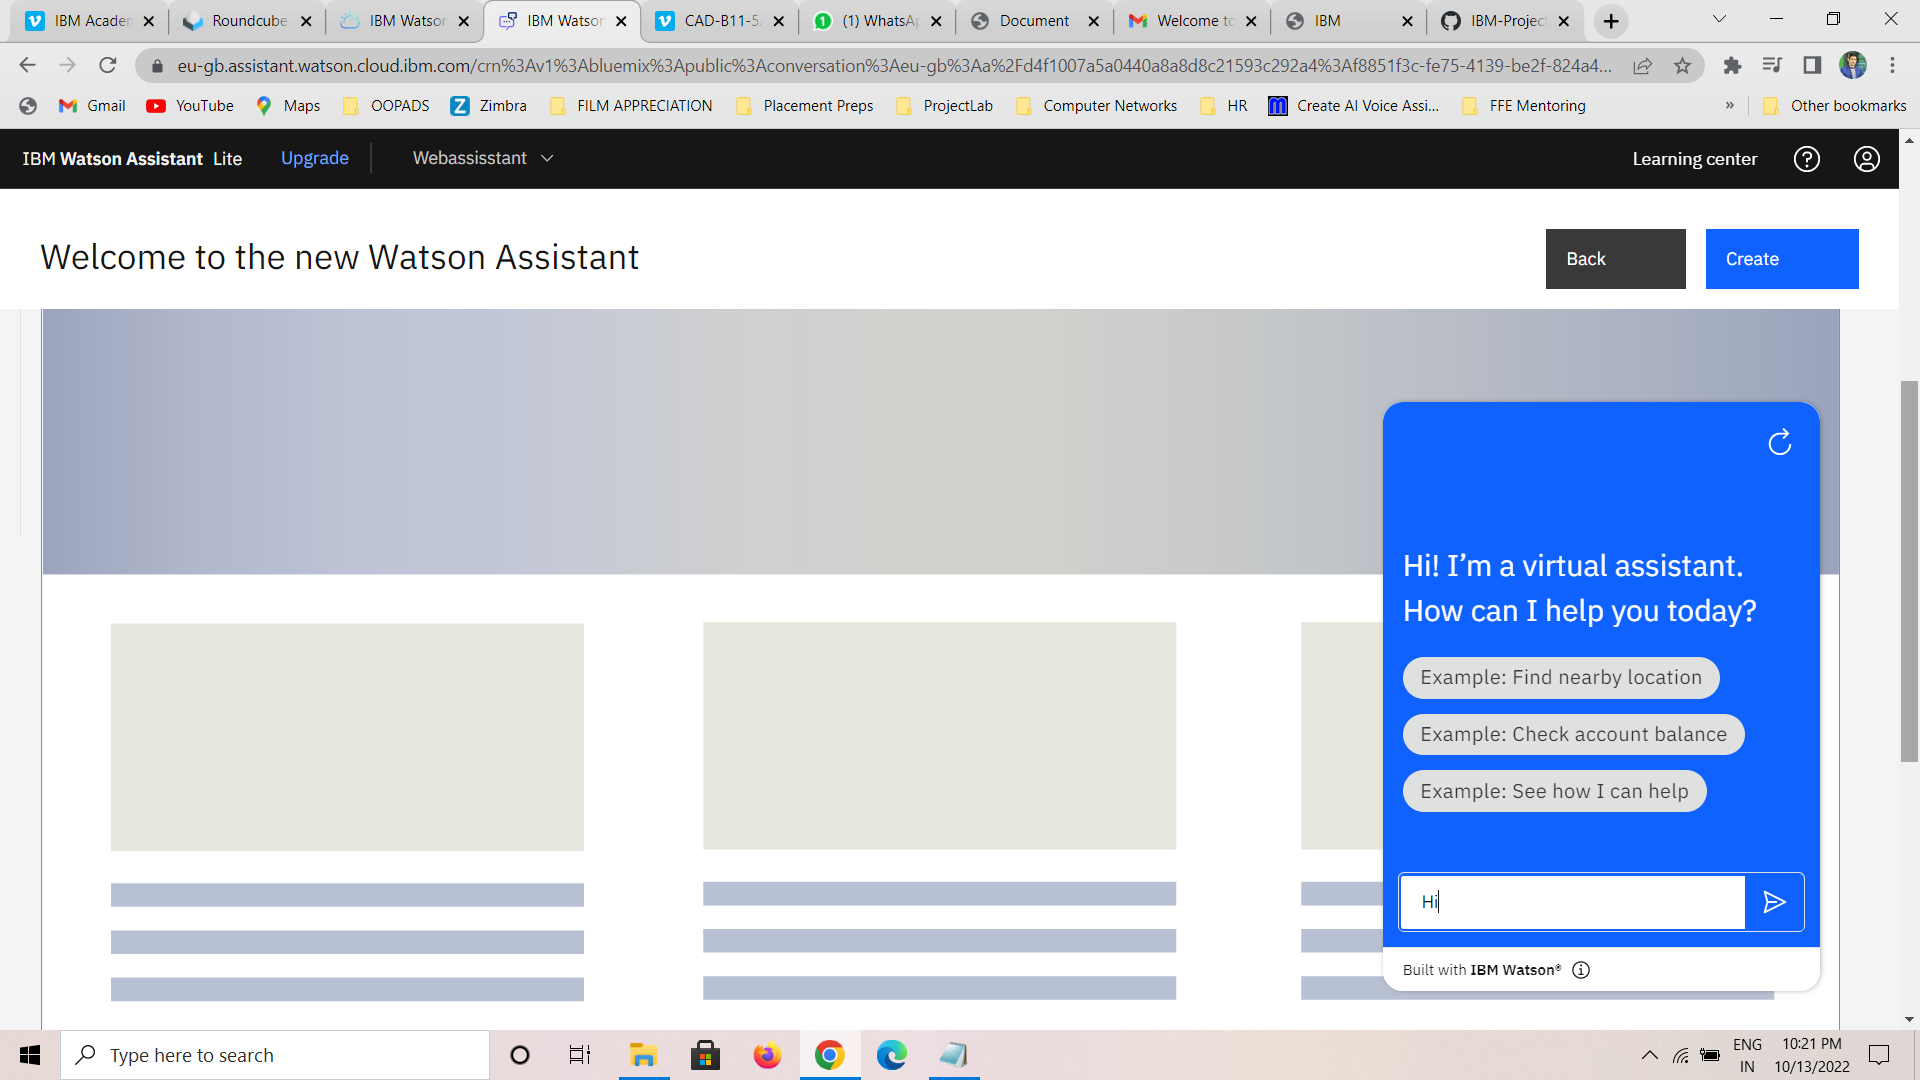 IBM Academ
Roundcube
IBM Watson
IBM Watson
CAD-B11-5A
(1) WhatsAp
Document
Welcome to
IBM
IBM-Project
eu-gb.assistant.watson.cloud.ibm.com/crn%3Av1%3Abluemix%3Apublic%3Aconversation%3Aeu-gb%3Aa%2Fd4f1007a5a0440a8a8d8c21593c292a4%3Af8851f3c-fe75-4139-be2f-824a4...
Gmail
YouTube
Maps
OOPADS
Zimbra
FILM APPRECIATION
Placement Preps
ProjectLab
Computer Networks
HR
Create AI Voice Assi...
FFE Mentoring
»
Other bookmarks
IBM Watson Assistant Lite
Upgrade
Webassisstant
Learning center
Welcome to the new Watson Assistant
Back
Create
Hi! I’m a virtual assistant.
How can I help you today?
Example: Find nearby location
Example: Check account balance
Example: See how I can help
Hi
Built with IBM Watson®
Type here to search
ENG
IN
10:21 PM
10/13/2022